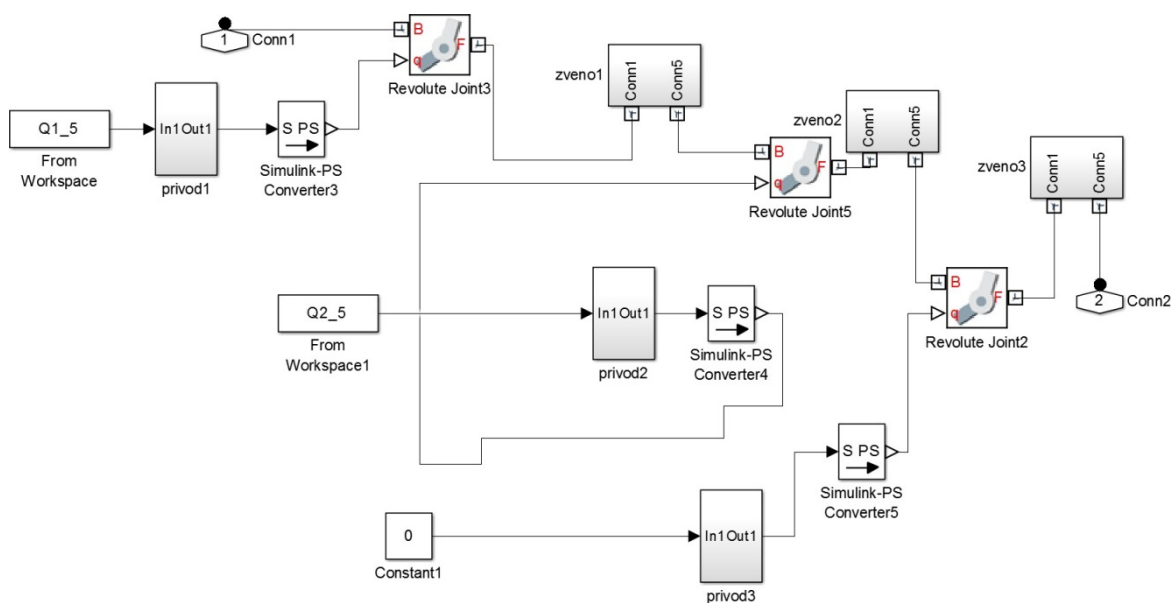 1
Conn1
B
F
q
Revolute Joint3
Q1_5
From
Workspace
In1 Out1
privod1
S PS
Simulink-PS
Converter3
zveno1
Conn1
Conn5
B
F
q
Revolute Joint5
zveno2
Conn1
Conn5
zveno3
Conn1
Conn5
B
F
q
Revolute Joint2
2
Conn2
Q2_5
From
Workspace1
In1 Out1
privod2
S PS
Simulink-PS
Converter4
S PS
Simulink-PS
Converter5
0
Constant1
In1 Out1
privod3